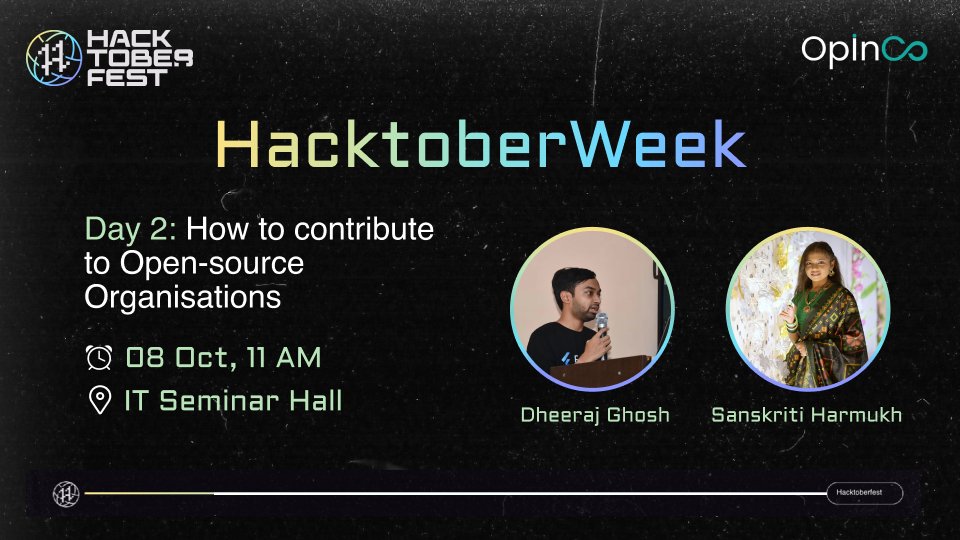 HACK
TOBER
FEST
OpinCo
HacktoberWeek
Day 2: How to contribute
to Open-source
Organisations
08 Oct, 11 AM
IT Seminar Hall
Dheeraj Ghosh
Sanskriti Harmukh
Hacktoberfest